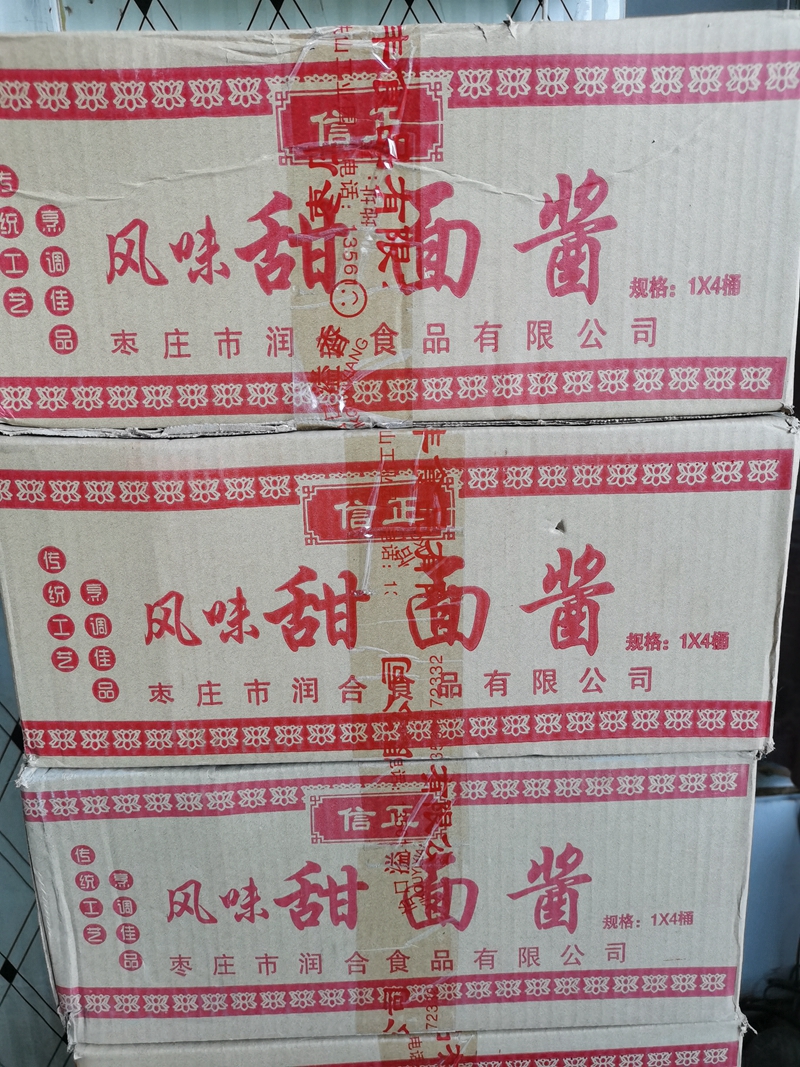 信正
传统工艺
烹调佳品
风味甜面酱
规格：1X4桶
枣庄市润 食品有限公司
信正
传统工艺
烹调佳品
风味甜面酱
规格：1X4桶
枣庄市润合食品有限公司
信正
传统工艺
烹调佳品
风味甜面酱
规格：1X4桶
枣庄市润合食品有限公司